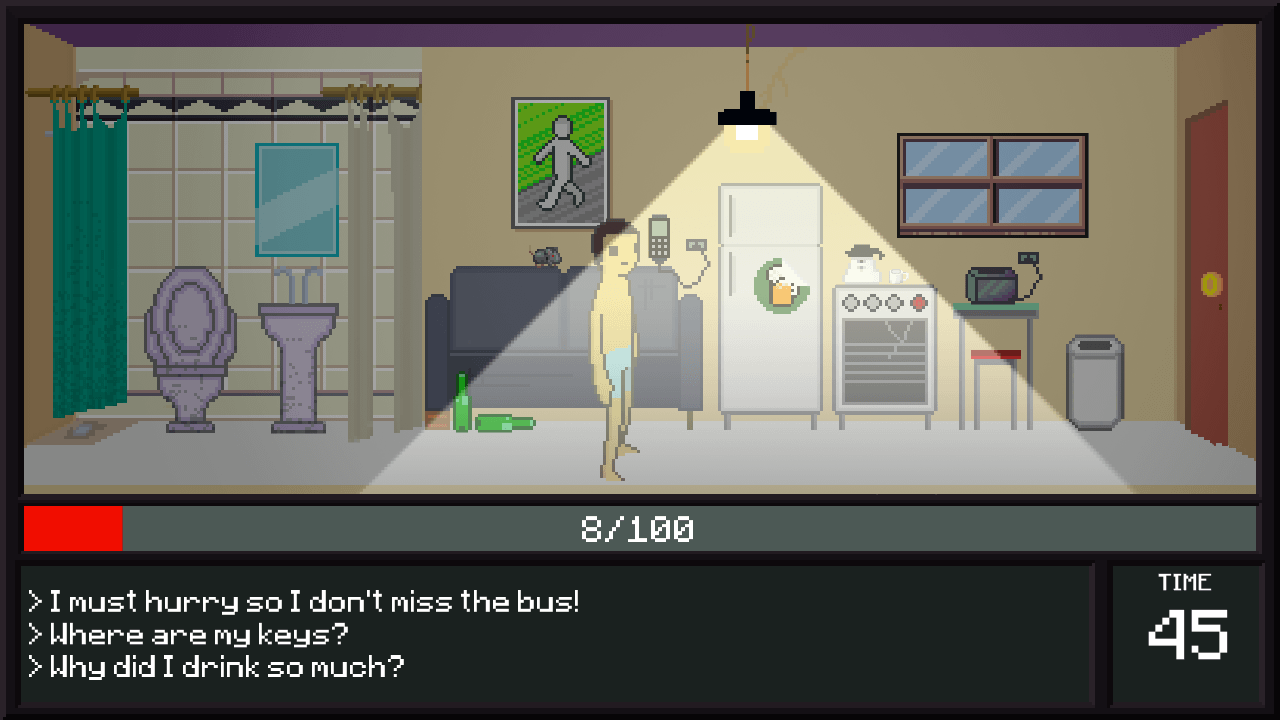 8/100
> I must hurry so I don't miss the bus!
> Where are my keys?
> Why did I drink so much?
TIME
45